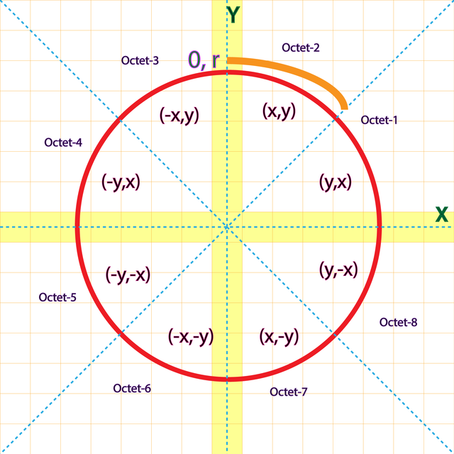 Y
Octet-2
Octet-3
0, r
(-x,y)
(x,y)
Octet-1
Octet-4
(-y,x)
(y,x)
X
(-y,-x)
(y,-x)
Octet-5
Octet-8
(-x,-y)
(x,-y)
Octet-6
Octet-7